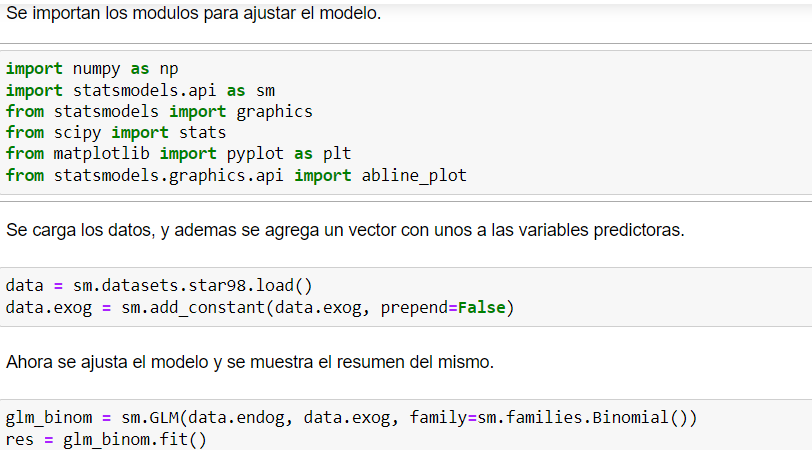 Se importan los modulos para ajustar el modelo.
import numpy as np
import statsmodels.api as sm
from statsmodels import graphics
from scipy import stats
from matplotlib import pyplot as plt
from statsmodels.graphics.api import abline_plot
Se carga los datos, y ademas se agrega un vector con unos a las variables predictoras.
data = sm.datasets.star98.load()
data.exog = sm.add_constant(data.exog, prepend=False)
Ahora se ajusta el modelo y se muestra el resumen del mismo.
glm_binom = sm.GLM(data.endog, data.exog, family=sm.families.Binomial())
res = glm_binom.fit()